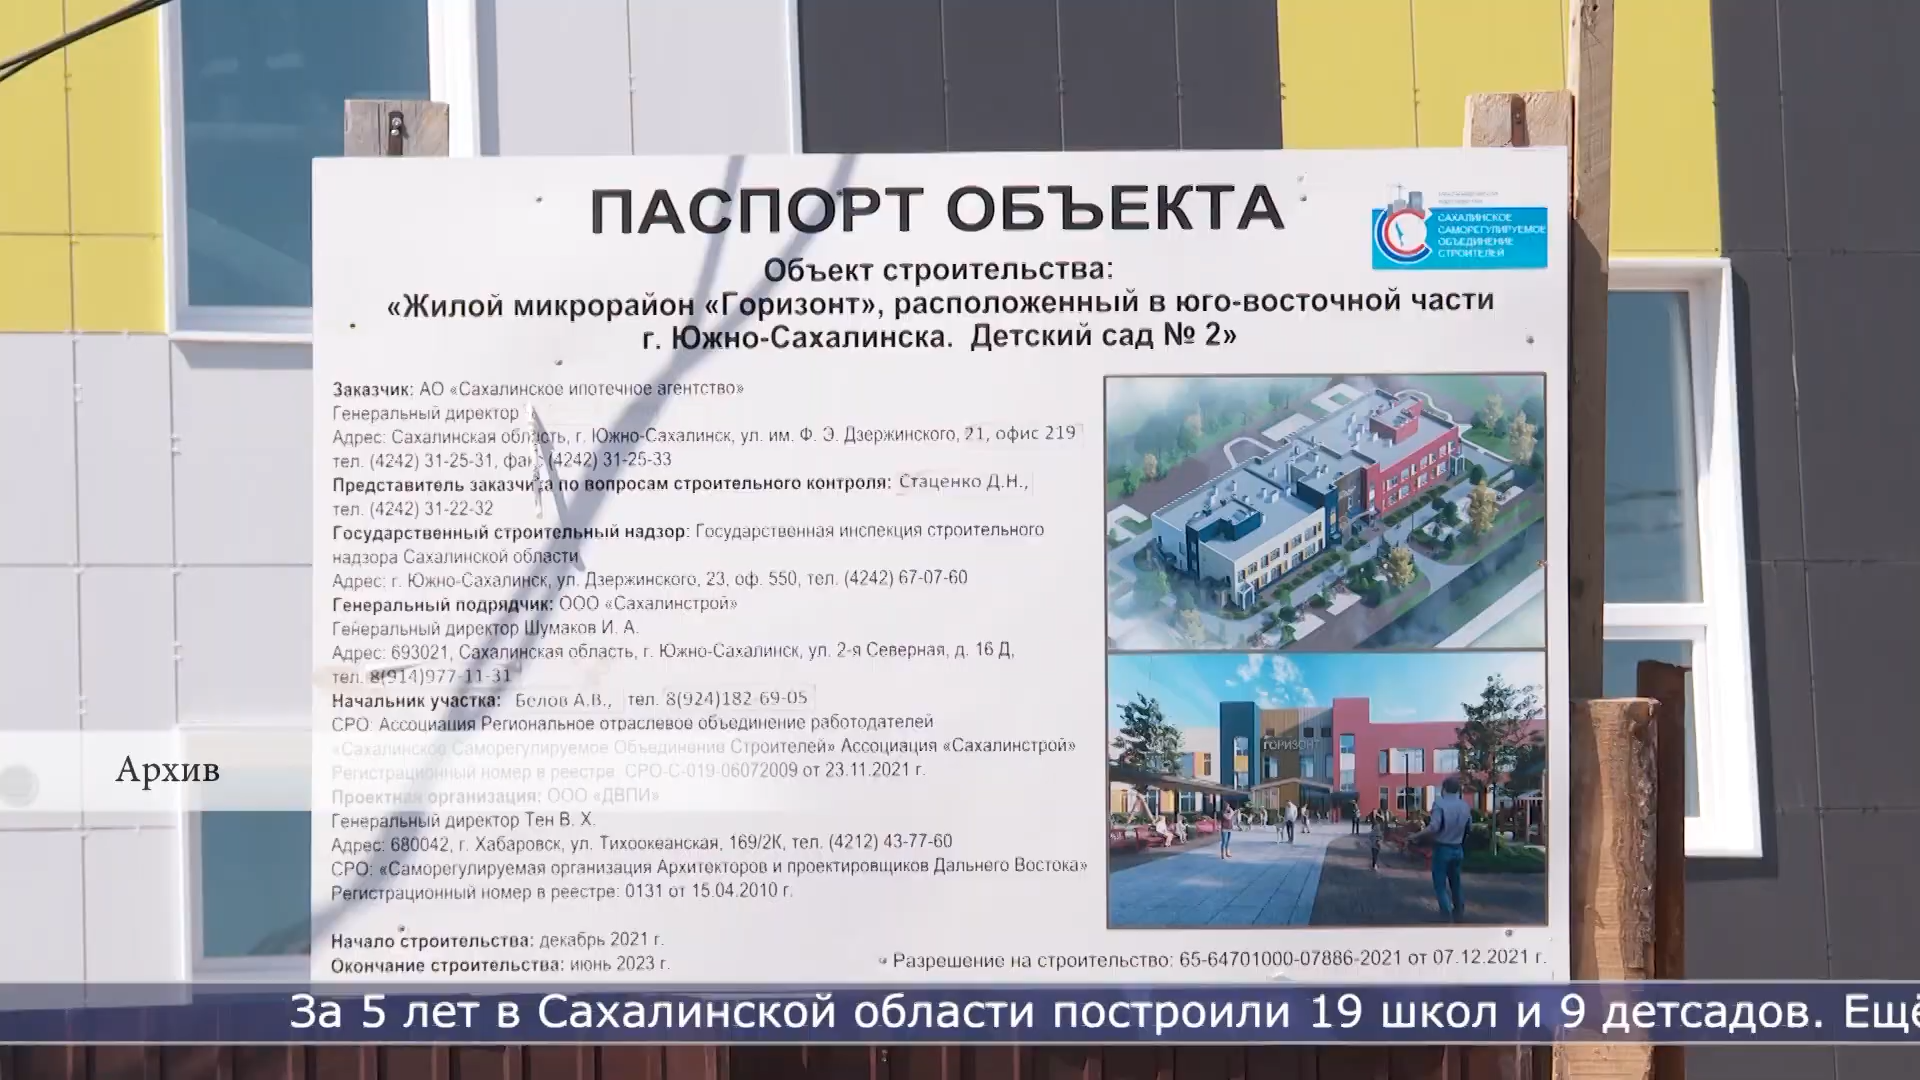 ПАСПОРТ ОБЪЕКТА
САХАЛИНСКОЕ
САМОРЕГУЛИРУЕМОЕ
ОБЪЕДИНЕНИЕ
СТРОИТЕЛЕЙ
Объект строительства:
«Жилой микрорайон «Горизонт», расположенный в юго-восточной части
г. Южно-Сахалинска. Детский сад № 2»
Заказчик: АО «Сахалинское ипотечное агентство»
Генеральный директор
Адрес: Сахалинская область, г. Южно-Сахалинск, ул. им. Ф. Э. Дзержинского, 21, офис 219
тел. (4242) 31-25-31, факс (4242) 31-25-33
Представитель заказчика по вопросам строительного контроля: Стаценко Д.Н.,
тел. (4242) 31-22-32
Государственный строительный надзор: Государственная инспекция строительного
надзора Сахалинской области
Адрес: г. Южно-Сахалинск, ул. Дзержинского, 23, оф. 550, тел. (4242) 67-07-60
Генеральный подрядчик: ООО «Сахалинстрой»
Генеральный директор Шумаков И. А.
Адрес: 693021, Сахалинская область, г. Южно-Сахалинск, ул. 2-я Северная, д. 16 Д,
тел. 8(914)977-11-31
Начальник участка: Белов А.В., тел. 8(924)182-69-05
СРО: Ассоциация Региональное отраслевое объединение работодателей
«Сахалинское Саморегулируемое Объединение Строителей» Ассоциация «Сахалинстрой»
Регистрационный номер в реестре: СРО-С-019-06072009 от 23.11.2021 г.
Проектная организация: ООО «ДВПИ»
Генеральный директор Тен В. Х.
Адрес: 680042, г. Хабаровск, ул. Тихоокеанская, 169/2К, тел. (4212) 43-77-60
СРО: «Саморегулируемая организация Архитекторов и проектировщиков Дальнего Востока»
Регистрационный номер в реестре: 0131 от 15.04.2010 г.
Начало строительства: декабрь 2021 г.
Окончание строительства: июнь 2023 г.
ГОРИЗОНТ
Разрешение на строительство: 65-64701000-07886-2021 от 07.12.2021 г.
Архив
За 5 лет в Сахалинской области построили 19 школ и 9 детсадов. Ещё